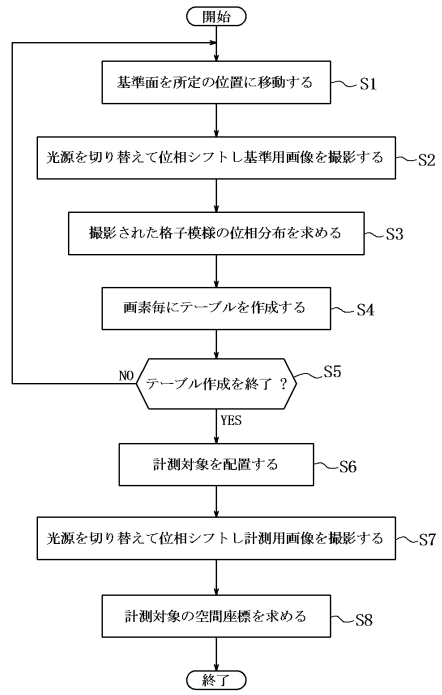 開始
基準面を所定の位置に移動する
S1
光源を切り替えて位相シフトし基準用画像を撮影する
S2
撮影された格子模様の位相分布を求める
S3
画素毎にテーブルを作成する
S4
テーブル作成を終了？
S5
NO
YES
計測対象を配置する
S6
光源を切り替えて位相シフトし計測用画像を撮影する
S7
計測対象の空間座標を求める
S8
終了